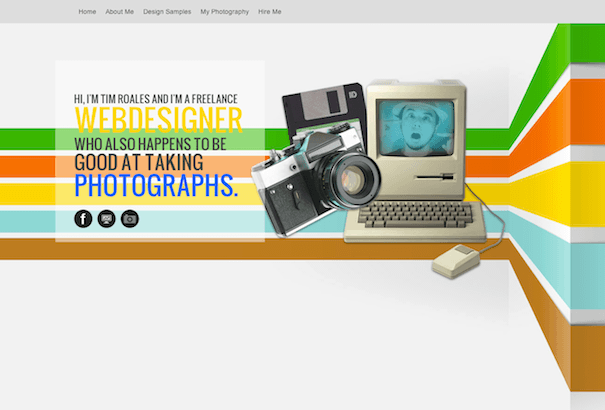 Home About Me Design Samples My Photography Hire Me
HI, I'M TIM ROALES AND I'M A FREELANCE
WEBDESIGNER
WHO ALSO HAPPENS TO BE
GOOD AT TAKING
PHOTOGRAPHS.
f